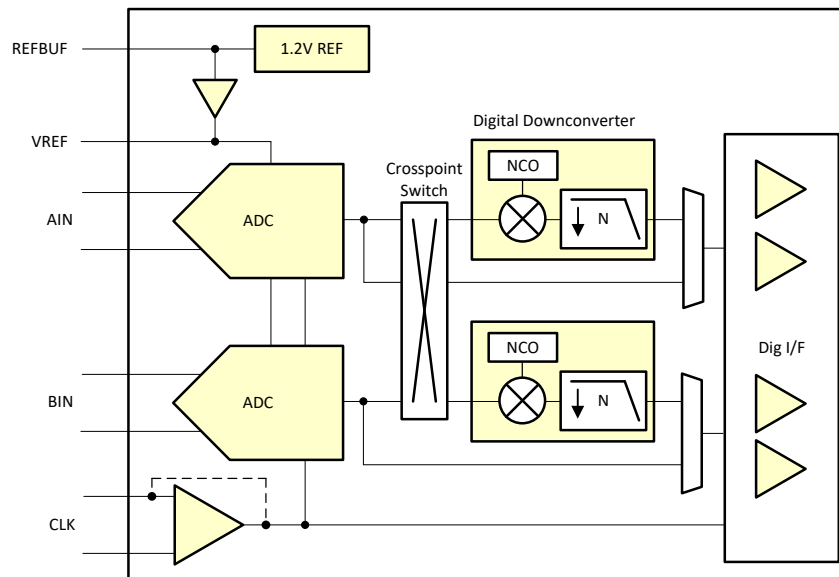 REFBUF
1.2V REF
VREF
Digital Downconverter
Crosspoint
Switch
NCO
AIN
ADC
N
NCO
Dig I/F
BIN
ADC
N
CLK